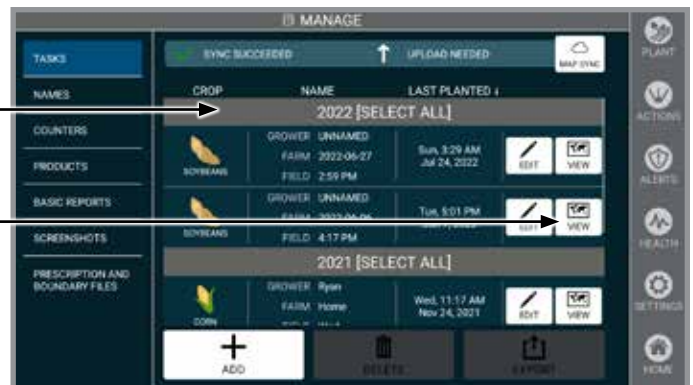 MANAGE
TASKS
NAMES
COUNTERS
PRODUCTS
BASIC REPORTS
SCREENSHOTS
PRESCRIPTION AND
BOUNDARY FILES
SYNC SUCCEEDED
UPLOAD NEEDED
MAP SYNC
CROP NAME LAST PLANTED ↓
2022 [SELECT ALL]
SOYBEANS
GROWER UNNAMED
FARM 2022-06-27
FIELD 2:59 PM
Sun, 3:29 AM
Jul 24, 2022
EDIT VIEW
SOYBEANS
GROWER UNNAMED
FARM 2022-06-06
FIELD 4:17 PM
Tue, 5:01 PM
EDIT VIEW
2021 [SELECT ALL]
CORN
GROWER Ryan
FARM Home
Wed, 11:17 AM
Nov 24, 2021
EDIT VIEW
ADD DELETE EXPORT
PLANT
ACTIONS
ALERTS
HEALTH
SETTINGS
HOME